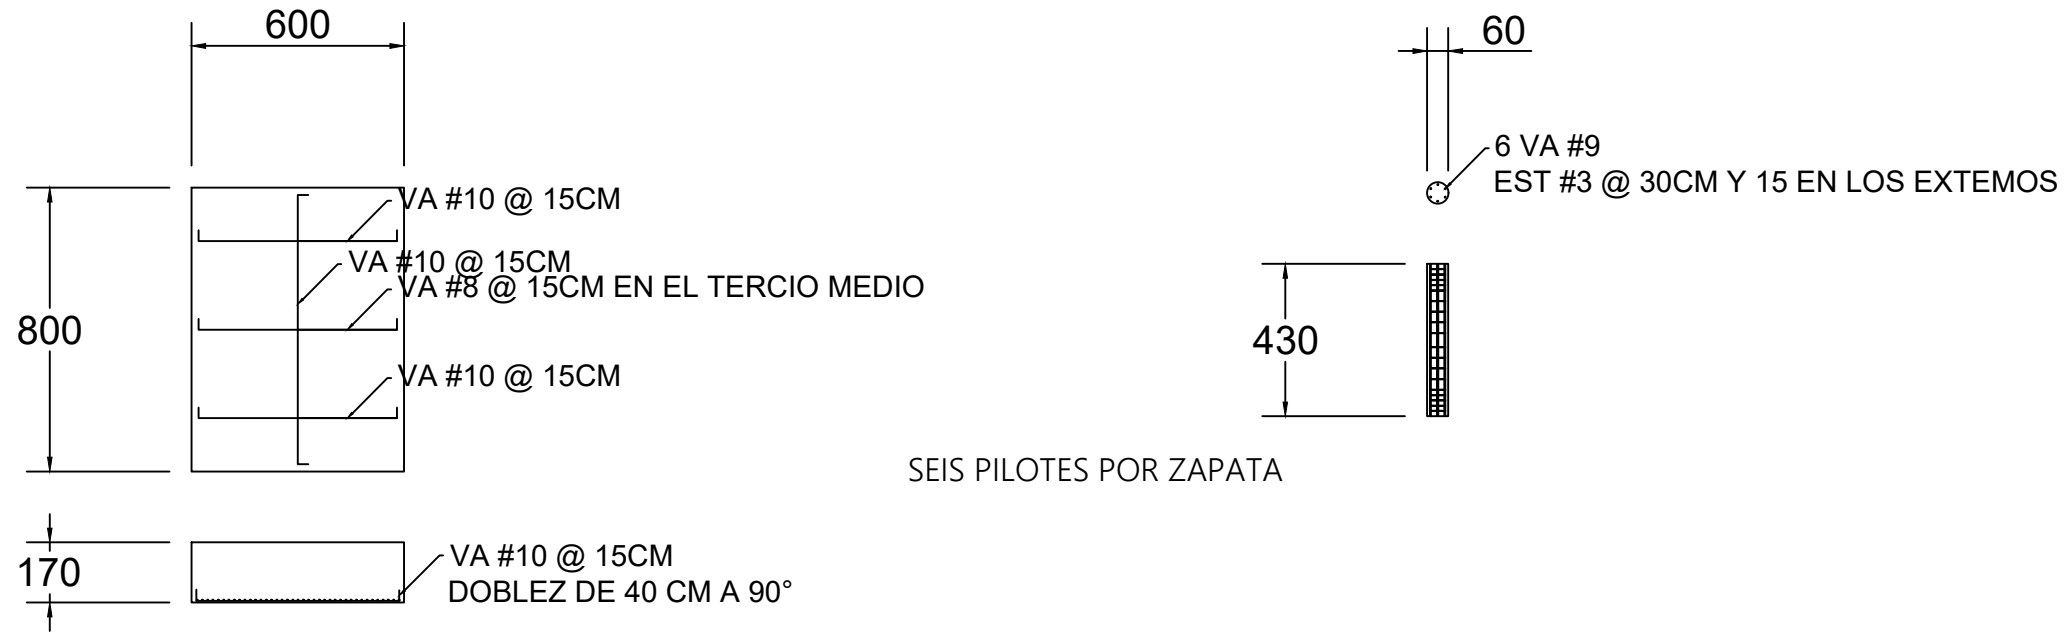 600
VA #10 @ 15CM
VA #10 @ 15CM
VA #8 @ 15CM EN EL TERCIO MEDIO
800
VA #10 @ 15CM
170
VA #10 @ 15CM
DOBLEZ DE 40 CM A 90°
SEIS PILOTES POR ZAPATA
60
6 VA #9
EST #3 @ 30CM Y 15 EN LOS EXTEMOS
430